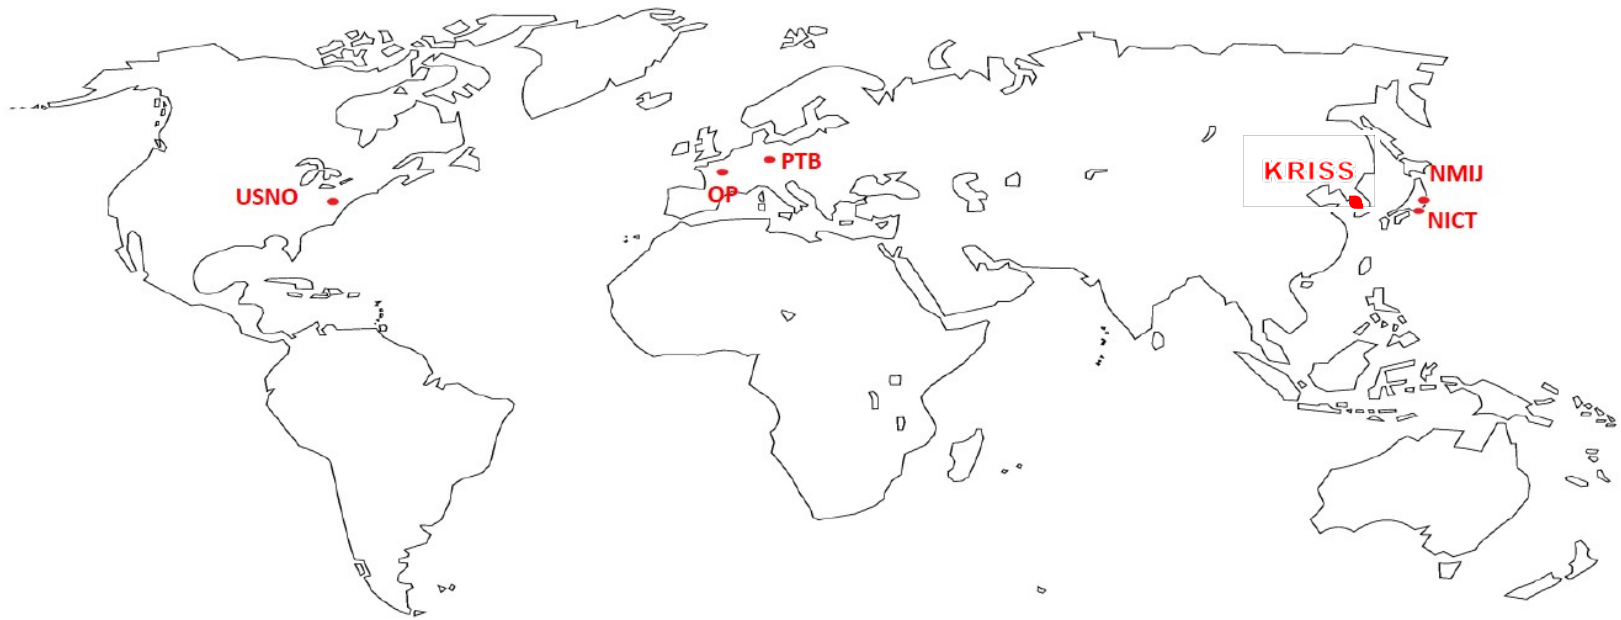 USNO
PTB
OP
KRISS
NMIJ
NICT